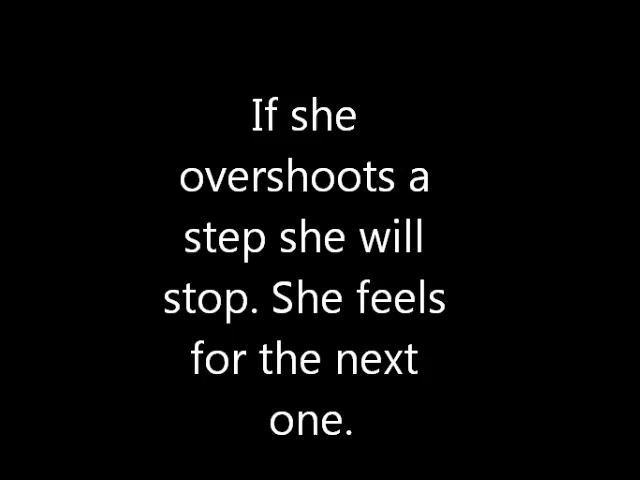 If she
overshoots a
step she will
stop. She feels
for the next
one.